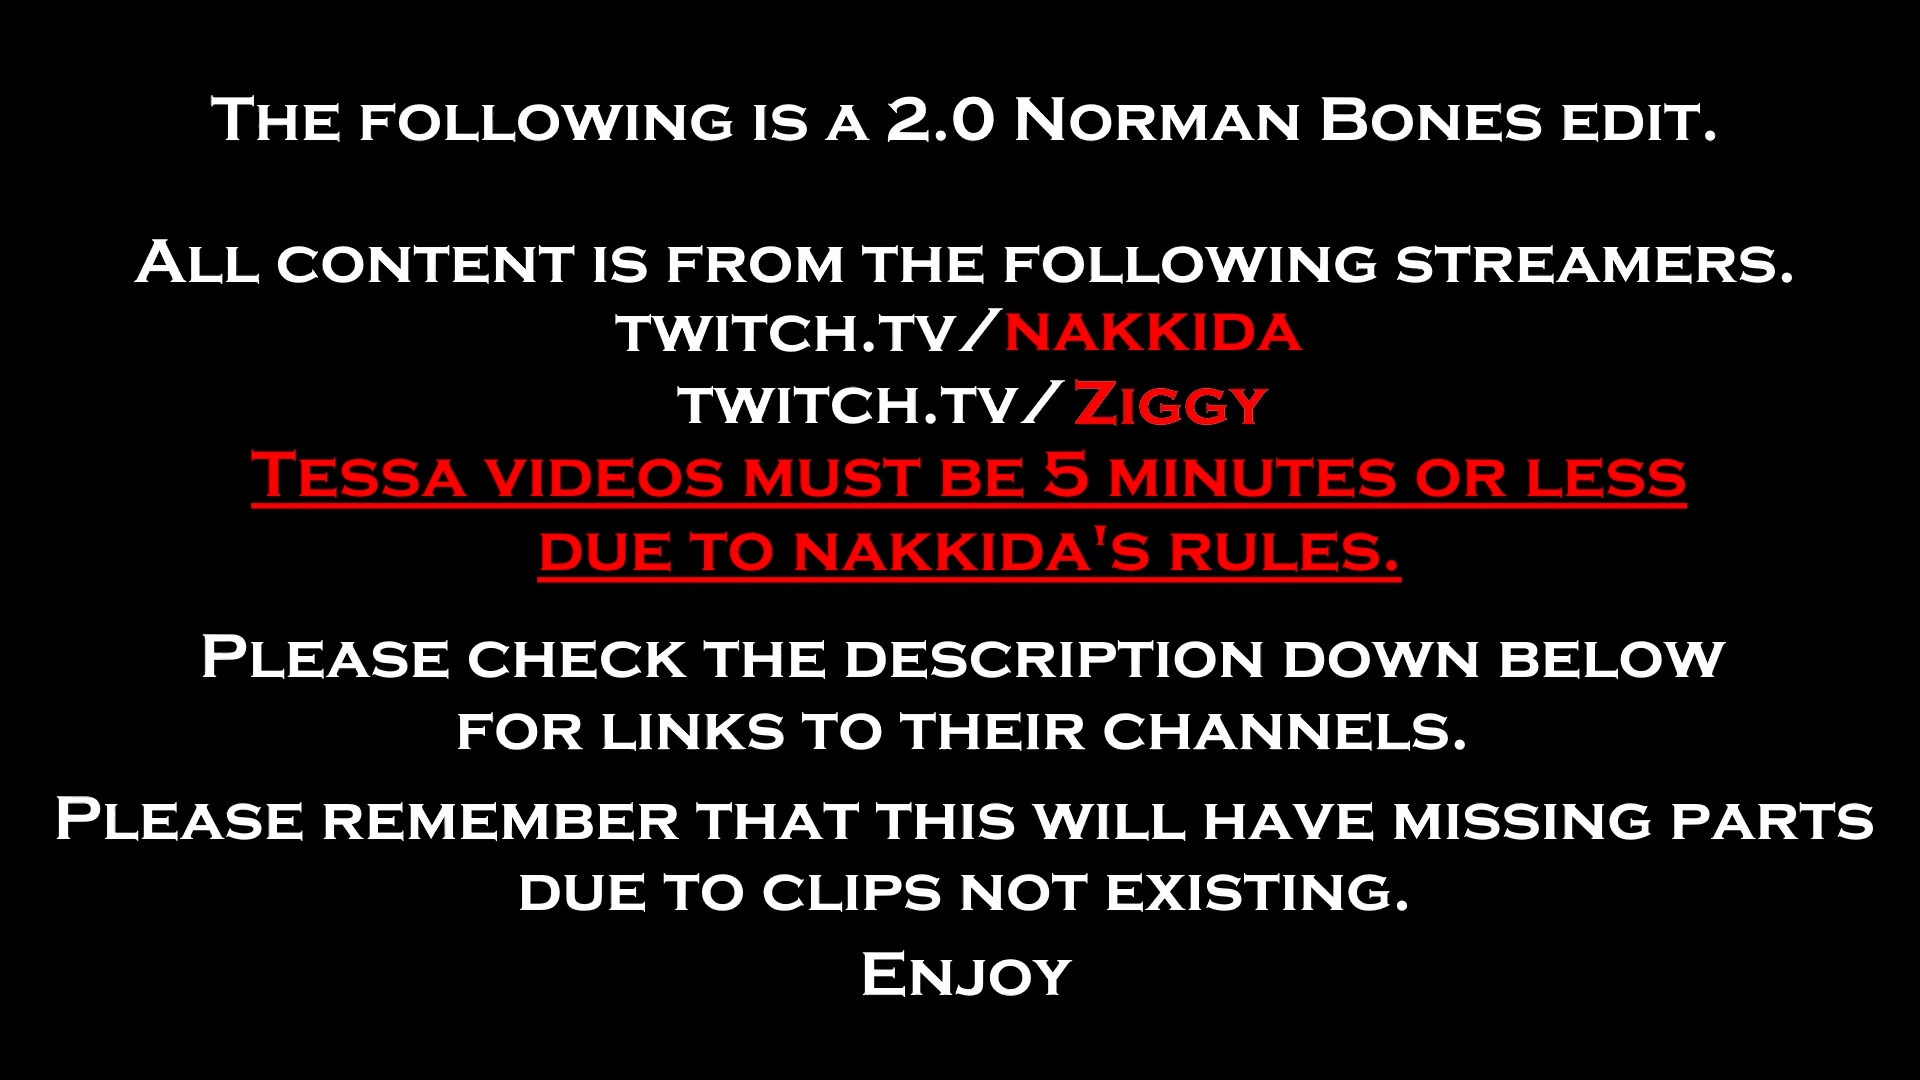 The following is a 2.0 Norman Bones edit.
All content is from the following streamers.
twitch.tv/nakkida
twitch.tv/Ziggy
Tessa videos must be 5 minutes or less
due to nakkida's rules.
Please check the description down below
for links to their channels.
Please remember that this will have missing parts
due to clips not existing.
Enjoy